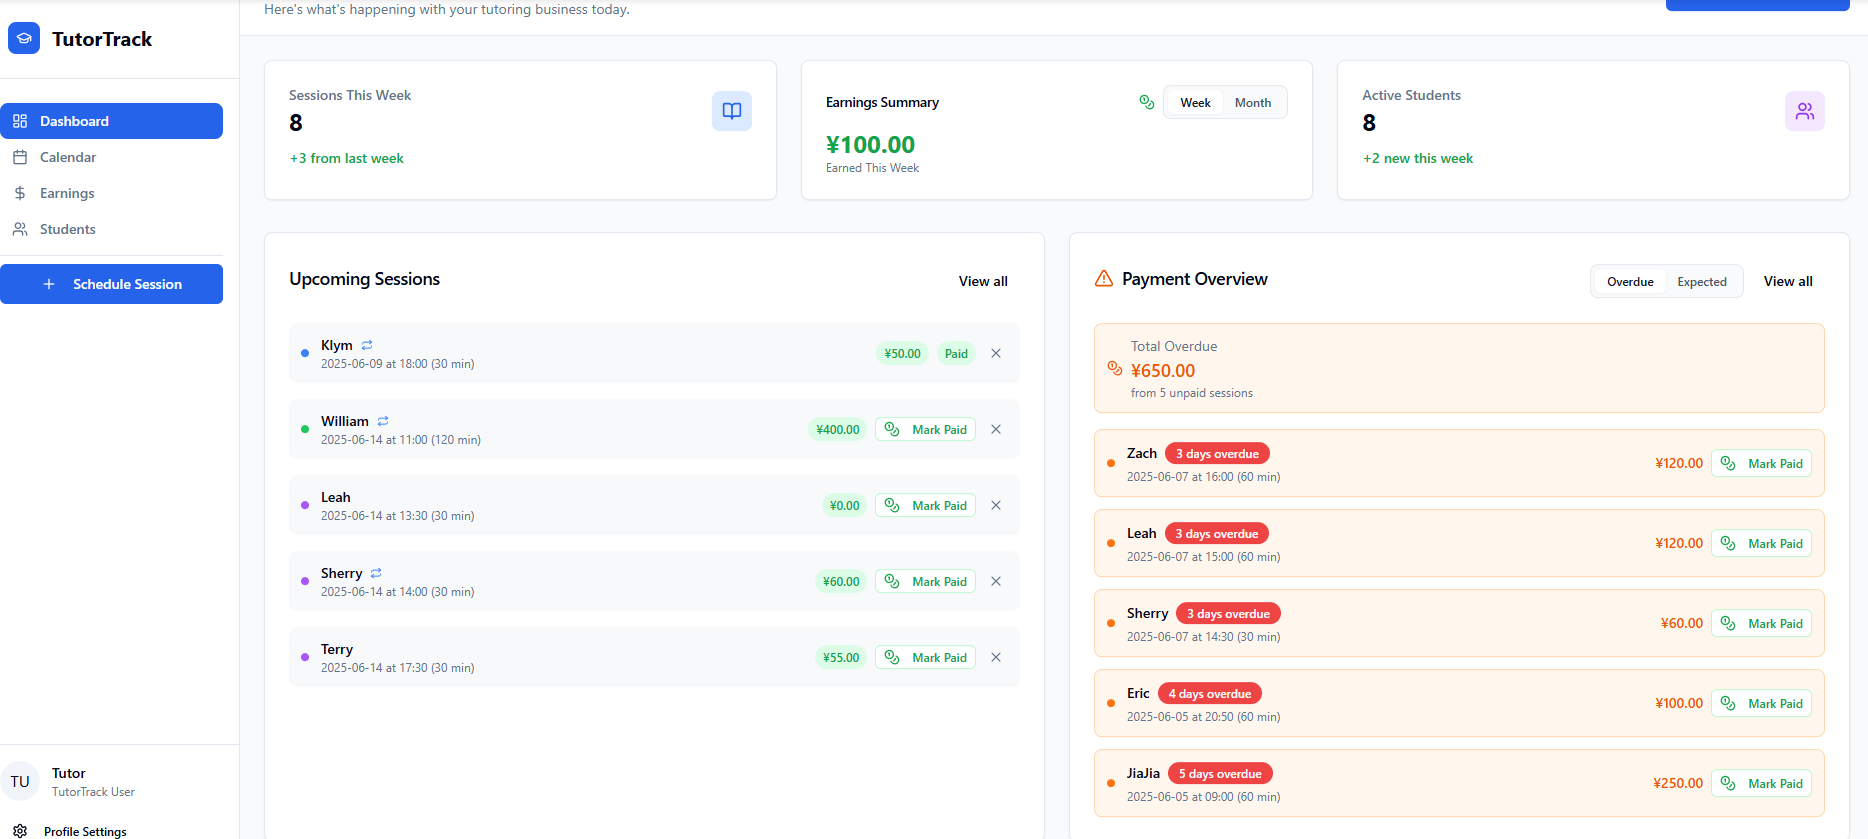 TutorTrack
Dashboard
Calendar
Earnings
Students
Schedule Session
TU
Tutor
TutorTrack User
Profile Settings
Here's what's happening with your tutoring business today.
Sessions This Week
8
+3 from last week
Earnings Summary
Week Month
¥100.00
Earned This Week
Active Students
8
+2 new this week
Upcoming Sessions
View all
Klym
2025-06-09 at 18:00 (30 min)
¥50.00 Paid
William
2025-06-14 at 11:00 (120 min)
¥400.00 Mark Paid
Leah
2025-06-14 at 13:30 (30 min)
¥0.00 Mark Paid
Sherry
2025-06-14 at 14:00 (30 min)
¥60.00 Mark Paid
Terry
2025-06-14 at 17:30 (30 min)
¥55.00 Mark Paid
Payment Overview
Overdue Expected
View all
Total Overdue
¥650.00
from 5 unpaid sessions
Zach 3 days overdue
2025-06-07 at 16:00 (60 min)
¥120.00 Mark Paid
Leah 3 days overdue
2025-06-07 at 15:00 (60 min)
¥120.00 Mark Paid
Sherry 3 days overdue
2025-06-07 at 14:30 (30 min)
¥60.00 Mark Paid
Eric 4 days overdue
2025-06-05 at 20:50 (60 min)
¥100.00 Mark Paid
JiaJia 5 days overdue
2025-06-05 at 09:00 (60 min)
¥250.00 Mark Paid